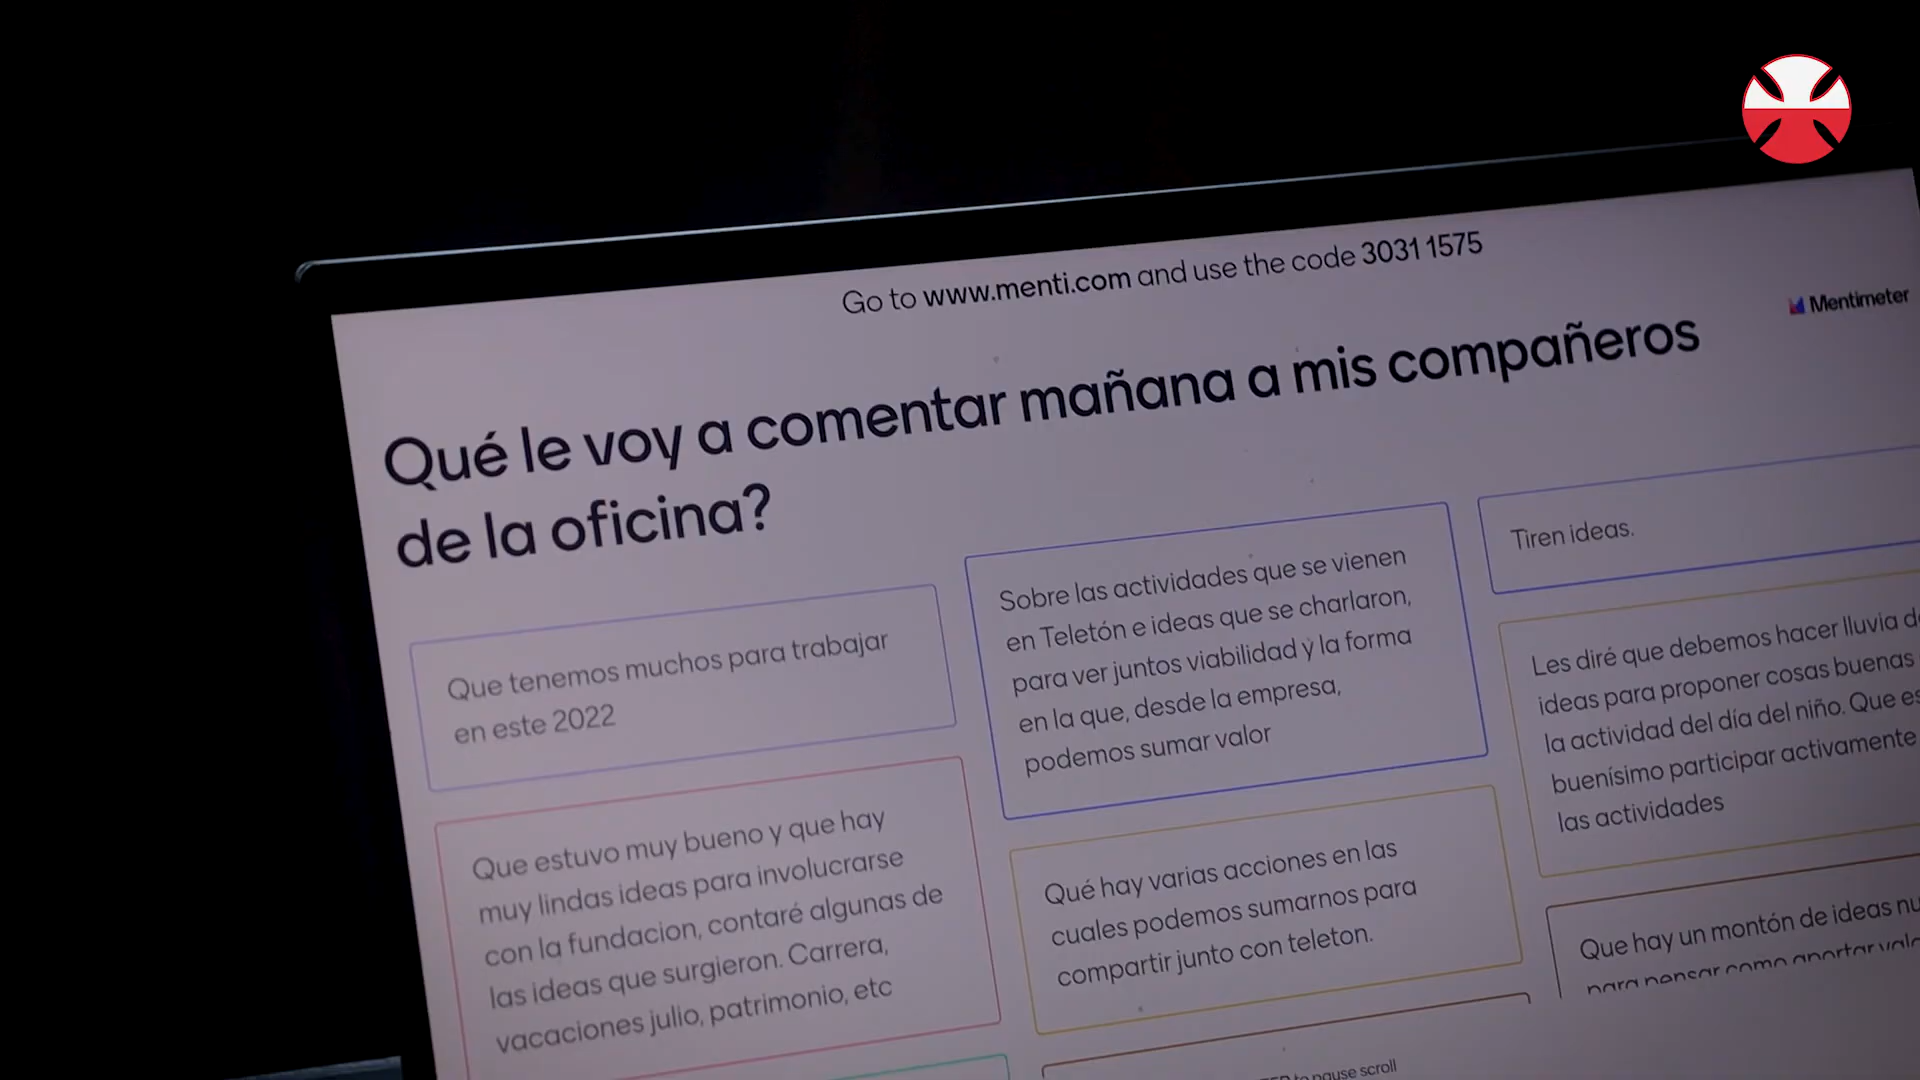 Go to www.menti.com and use the code 3031 1575
Mentimeter
Qué le voy a comentar mañana a mis compañeros
de la oficina?
Que tenemos muchos para trabajar
en este 2022
Que estuvo muy bueno y que hay
muy lindas ideas para involucrarse
con la fundacion, contaré algunas de
las ideas que surgieron. Carrera,
vacaciones julio, patrimonio, etc
Sobre las actividades que se vienen
en Teletón e ideas que se charlaron,
para ver juntos viabilidad y la forma
en la que, desde la empresa,
podemos sumar valor
Qué hay varias acciones en las
cuales podemos sumarnos para
compartir junto con teleton.
Tiren ideas.
Les diré que debemos hacer lluvia
ideas para proponer cosas buenas
la actividad del día del niño. Que
buenísimo participar activamente
las actividades
Que hay un montón de ideas
para pensar como aportar
to pause scroll